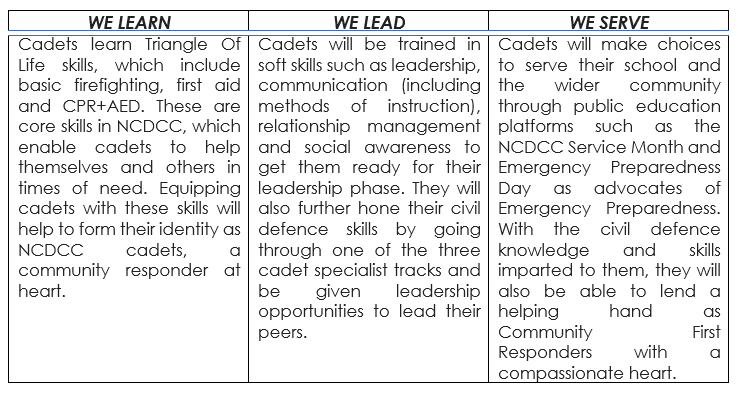 WE LEARN
Cadets learn Triangle Of
Life skills, which include
basic firefighting, first aid
and CPR+AED. These are
core skills in NCDCC, which
enable cadets to help
themselves and others in
times of need. Equipping
cadets with these skills will
help to form their identity as
NCDCC cadets, a
community responder at
heart.
WE LEAD
Cadets will be trained in
soft skills such as leadership,
communication (including
methods of instruction),
relationship management
and social awareness to
get them ready for their
leadership phase. They will
also further hone their civil
defence skills by going
through one of the three
cadet specialist tracks and
be given leadership
opportunities to lead their
peers.
WE SERVE
Cadets will make choices
to serve their school and
the wider community
through public education
platforms such as the
NCDCC Service Month and
Emergency Preparedness
Day as advocates of
Emergency Preparedness.
With the civil defence
knowledge and skills
imparted to them, they will
also be able to lend a
helping hand as
Community First
Responders with a
compassionate heart.